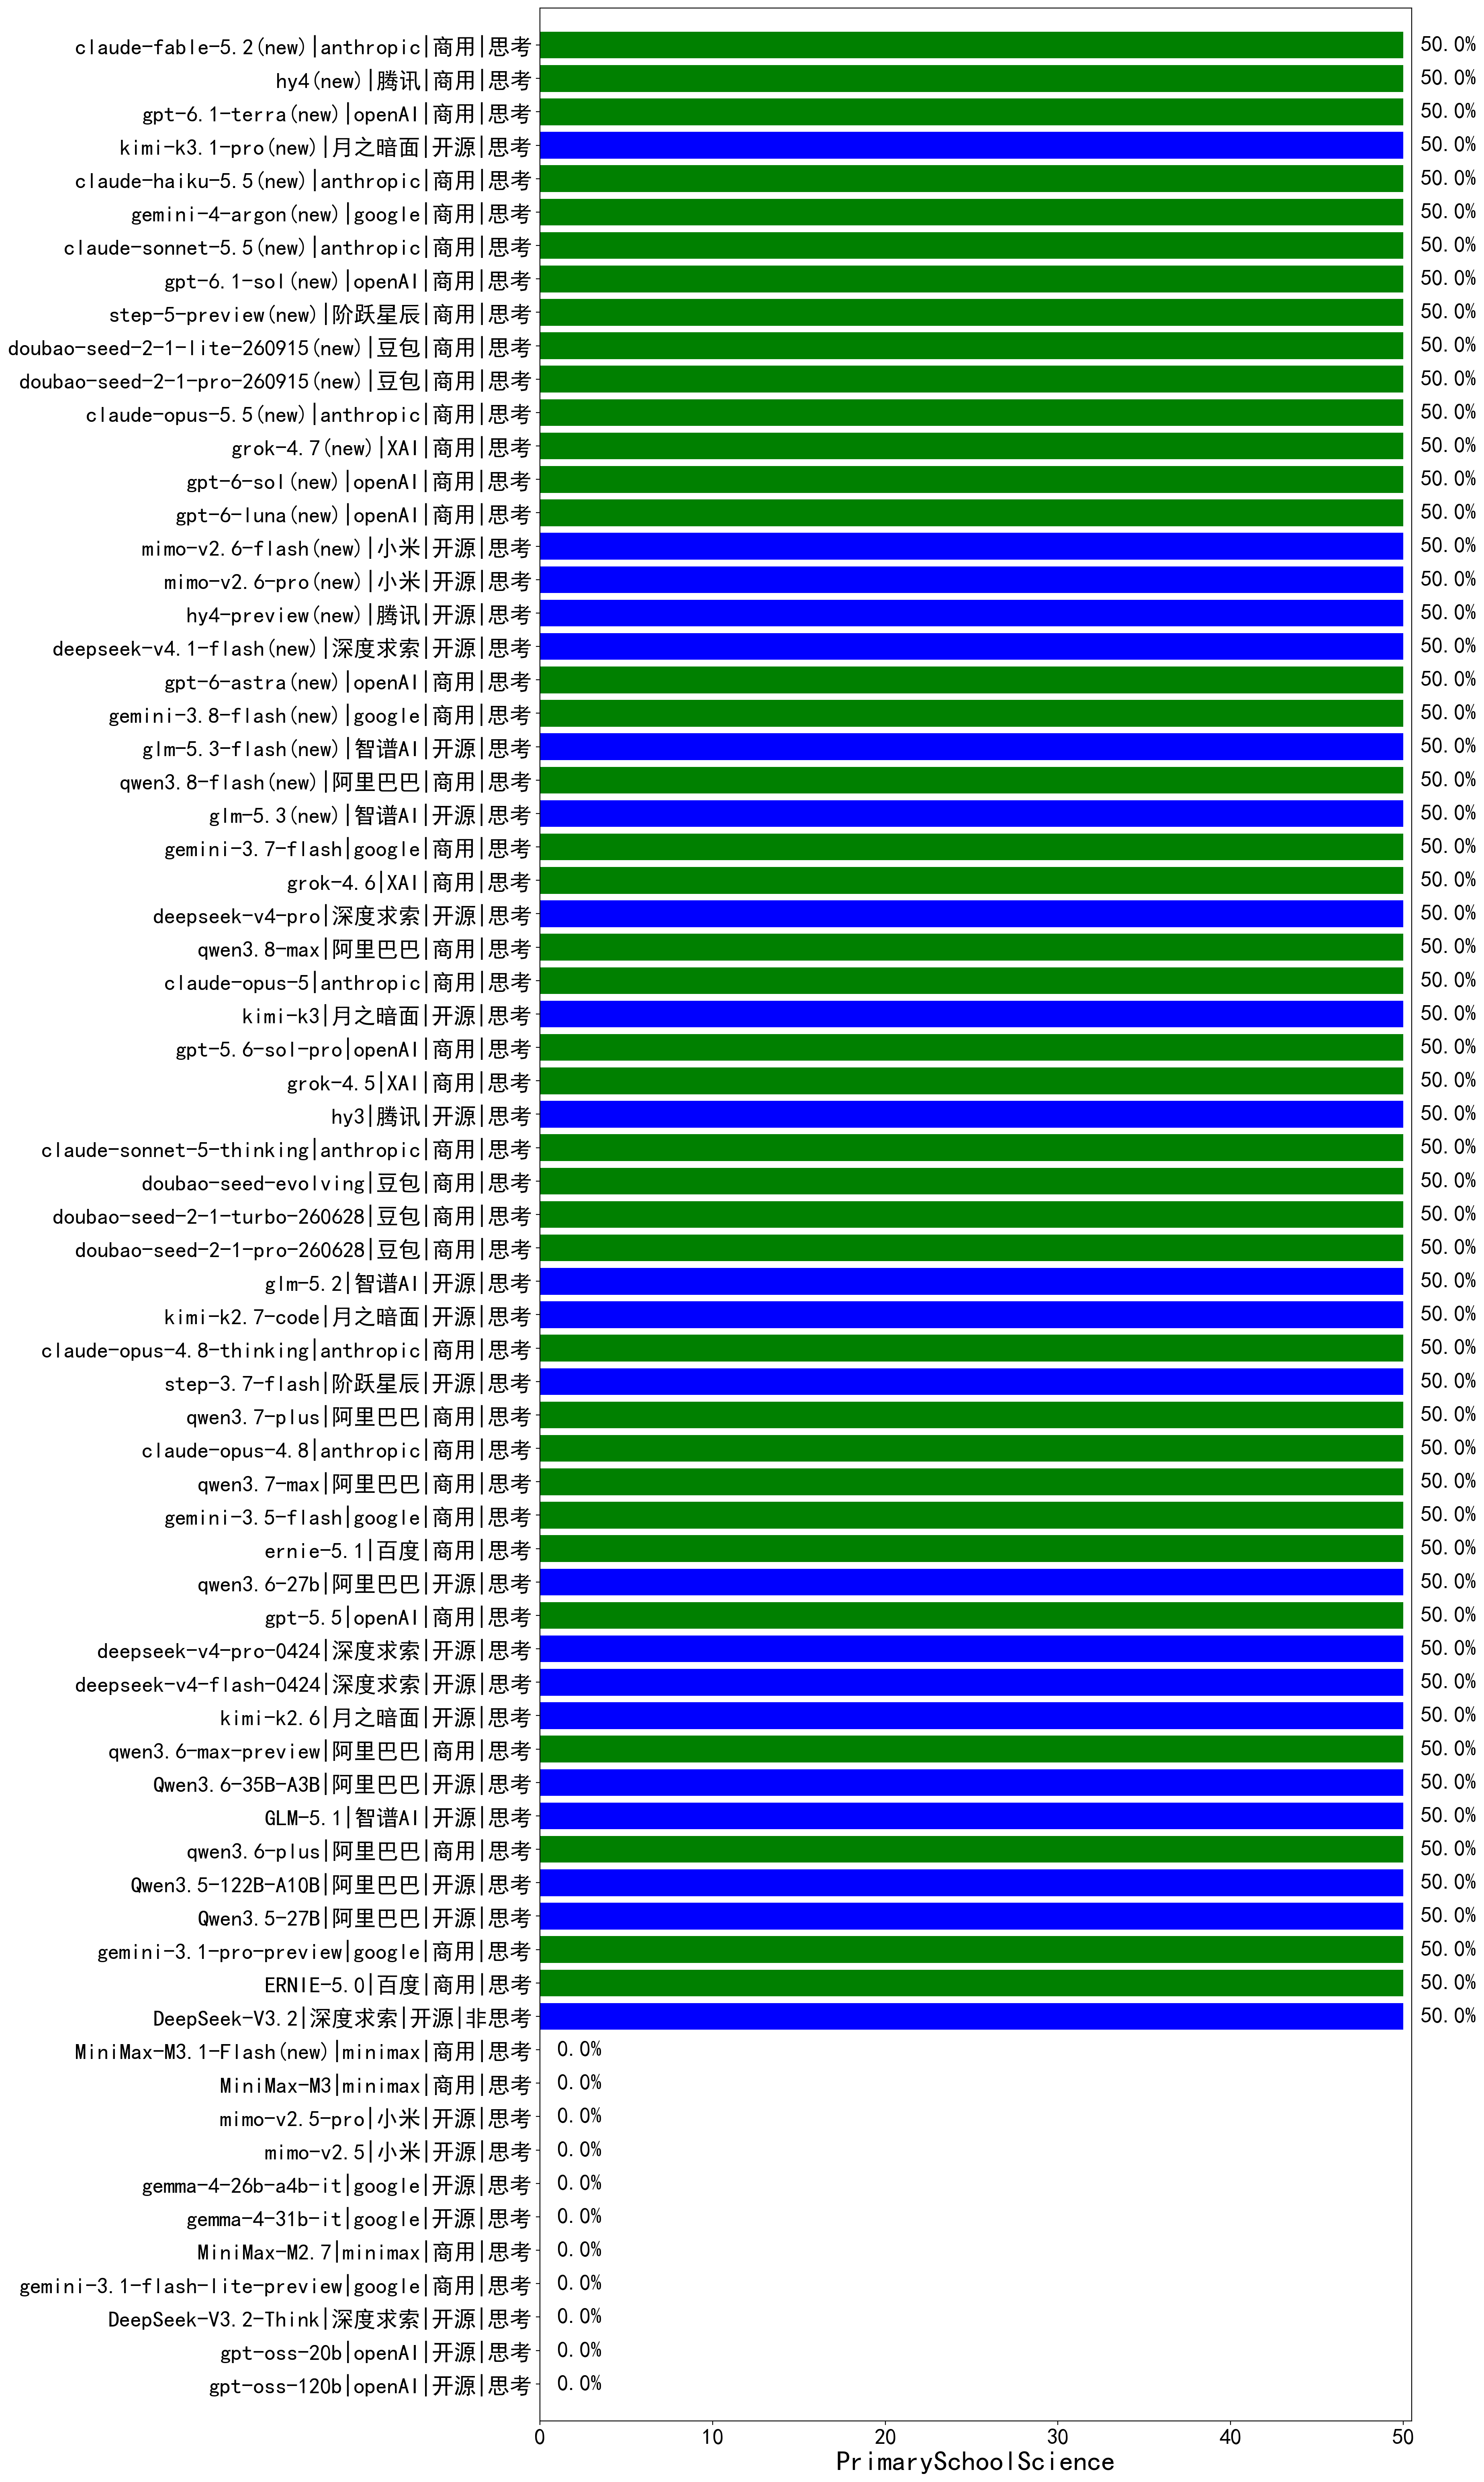 claude-fable-5.2(new)|anthropic|商用|思考 50.0%
hy4(new)|腾讯|商用|思考 50.0%
gpt-6.1-terra(new)|openAI|商用|思考 50.0%
kimi-k3.1-pro(new)|月之暗面|开源|思考 50.0%
claude-haiku-5.5(new)|anthropic|商用|思考 50.0%
gemini-4-argon(new)|google|商用|思考 50.0%
claude-sonnet-5.5(new)|anthropic|商用|思考 50.0%
gpt-6.1-sol(new)|openAI|商用|思考 50.0%
step-5-preview(new)|阶跃星辰|商用|思考 50.0%
doubao-seed-2-1-lite-260915(new)|豆包|商用|思考 50.0%
doubao-seed-2-1-pro-260915(new)|豆包|商用|思考 50.0%
claude-opus-5.5(new)|anthropic|商用|思考 50.0%
grok-4.7(new)|XAI|商用|思考 50.0%
gpt-6-sol(new)|openAI|商用|思考 50.0%
gpt-6-luna(new)|openAI|商用|思考 50.0%
mimo-v2.6-flash(new)|小米|开源|思考 50.0%
mimo-v2.6-pro(new)|小米|开源|思考 50.0%
hy4-preview(new)|腾讯|开源|思考 50.0%
deepseek-v4.1-flash(new)|深度求索|开源|思考 50.0%
gpt-6-astra(new)|openAI|商用|思考 50.0%
gemini-3.8-flash(new)|google|商用|思考 50.0%
glm-5.3-flash(new)|智谱AI|开源|思考 50.0%
qwen3.8-flash(new)|阿里巴巴|商用|思考 50.0%
glm-5.3(new)|智谱AI|开源|思考 50.0%
gemini-3.7-flash|google|商用|思考 50.0%
grok-4.6|XAI|商用|思考 50.0%
deepseek-v4-pro|深度求索|开源|思考 50.0%
qwen3.8-max|阿里巴巴|商用|思考 50.0%
claude-opus-5|anthropic|商用|思考 50.0%
kimi-k3|月之暗面|开源|思考 50.0%
gpt-5.6-sol-pro|openAI|商用|思考 50.0%
grok-4.5|XAI|商用|思考 50.0%
hy3|腾讯|开源|思考 50.0%
claude-sonnet-5-thinking|anthropic|商用|思考 50.0%
doubao-seed-evolving|豆包|商用|思考 50.0%
doubao-seed-2-1-turbo-260628|豆包|商用|思考 50.0%
doubao-seed-2-1-pro-260628|豆包|商用|思考 50.0%
glm-5.2|智谱AI|开源|思考 50.0%
kimi-k2.7-code|月之暗面|开源|思考 50.0%
claude-opus-4.8-thinking|anthropic|商用|思考 50.0%
step-3.7-flash|阶跃星辰|开源|思考 50.0%
qwen3.7-plus|阿里巴巴|商用|思考 50.0%
claude-opus-4.8|anthropic|商用|思考 50.0%
qwen3.7-max|阿里巴巴|商用|思考 50.0%
gemini-3.5-flash|google|商用|思考 50.0%
ernie-5.1|百度|商用|思考 50.0%
qwen3.6-27b|阿里巴巴|开源|思考 50.0%
gpt-5.5|openAI|商用|思考 50.0%
deepseek-v4-pro-0424|深度求索|开源|思考 50.0%
deepseek-v4-flash-0424|深度求索|开源|思考 50.0%
kimi-k2.6|月之暗面|开源|思考 50.0%
qwen3.6-max-preview|阿里巴巴|商用|思考 50.0%
Qwen3.6-35B-A3B|阿里巴巴|开源|思考 50.0%
GLM-5.1|智谱AI|开源|思考 50.0%
qwen3.6-plus|阿里巴巴|商用|思考 50.0%
Qwen3.5-122B-A10B|阿里巴巴|开源|思考 50.0%
Qwen3.5-27B|阿里巴巴|开源|思考 50.0%
gemini-3.1-pro-preview|google|商用|思考 50.0%
ERNIE-5.0|百度|商用|思考 50.0%
DeepSeek-V3.2|深度求索|开源|非思考 50.0%
MiniMax-M3.1-Flash(new)|minimax|商用|思考 0.0%
MiniMax-M3|minimax|商用|思考 0.0%
mimo-v2.5-pro|小米|开源|思考 0.0%
mimo-v2.5|小米|开源|思考 0.0%
gemma-4-26b-a4b-it|google|开源|思考 0.0%
gemma-4-31b-it|google|开源|思考 0.0%
MiniMax-M2.7|minimax|商用|思考 0.0%
gemini-3.1-flash-lite-preview|google|商用|思考 0.0%
DeepSeek-V3.2-Think|深度求索|开源|思考 0.0%
gpt-oss-20b|openAI|开源|思考 0.0%
gpt-oss-120b|openAI|开源|思考 0.0%
0 10 20 30 40 50
PrimarySchoolScience